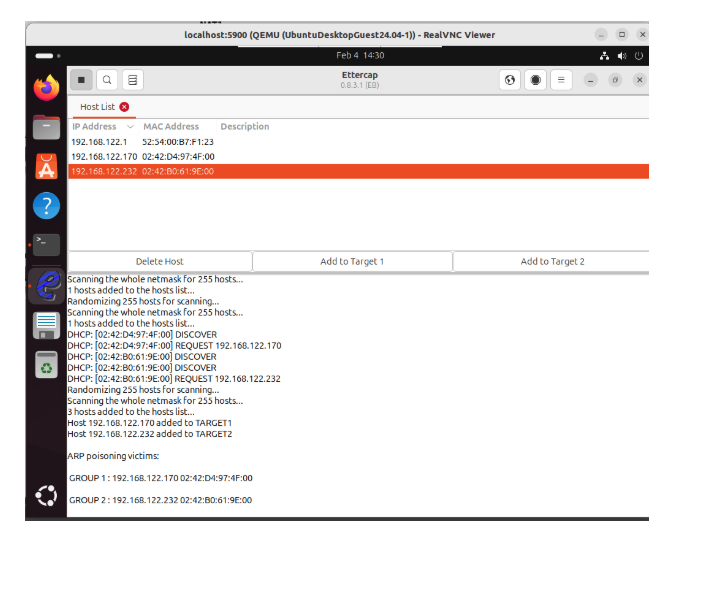 localhost:5900 (QEMU (UbuntuDesktopGuest24.04-1)) - RealVNC Viewer
Feb 4 14:30
Ettercap
0.8.3.1 (EB)
Host List
IP Address MAC Address Description
192.168.122.1 52:54:00:B7:F1:23
192.168.122.170 02:42:D4:97:4F:00
192.168.122.232 02:42:B0:61:9E:00
Delete Host Add to Target 1 Add to Target 2
Scanning the whole netmask for 255 hosts...
1 hosts added to the hosts list...
Randomizing 255 hosts for scanning...
Scanning the whole netmask for 255 hosts...
1 hosts added to the hosts list...
DHCP: [02:42:D4:97:4F:00] DISCOVER
DHCP: [02:42:D4:97:4F:00] REQUEST 192.168.122.170
DHCP: [02:42:B0:61:9E:00] DISCOVER
DHCP: [02:42:B0:61:9E:00] DISCOVER
DHCP: [02:42:B0:61:9E:00] REQUEST 192.168.122.232
Randomizing 255 hosts for scanning...
Scanning the whole netmask for 255 hosts...
3 hosts added to the hosts list...
Host 192.168.122.170 added to TARGET1
Host 192.168.122.232 added to TARGET2
ARP poisoning victims:
GROUP 1 : 192.168.122.170 02:42:D4:97:4F:00
GROUP 2 : 192.168.122.232 02:42:B0:61:9E:00